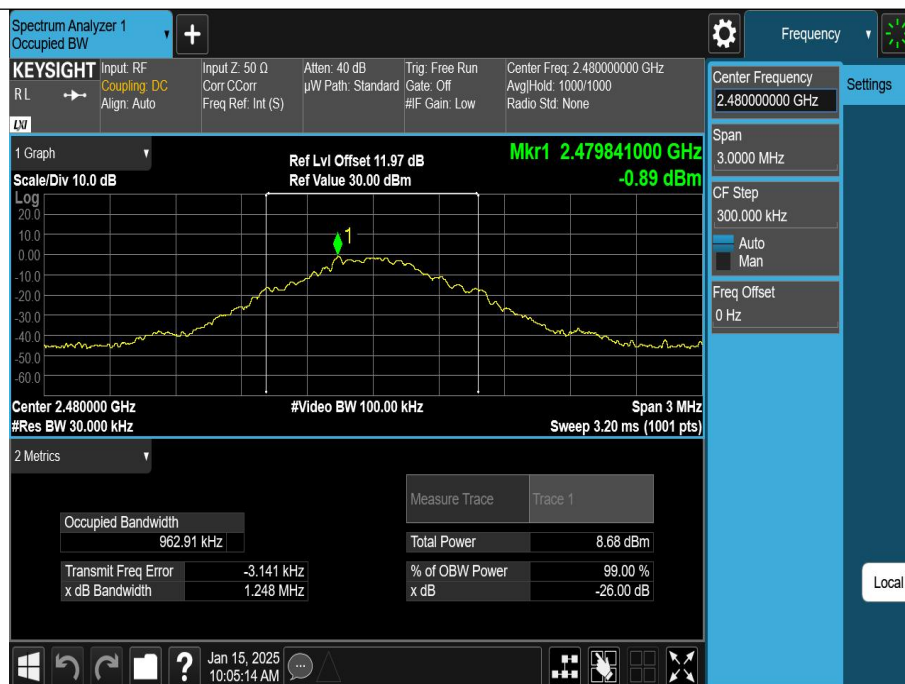 Spectrum Analyzer 1
Occupied BW
+
Frequency
KEYSIGHT
RL
LXI
Input: RF
Coupling: DC
Align: Auto
Input Z: 50 Ω
Corr CCorr
Freq Ref: Int (S)
Atten: 40 dB
µW Path: Standard
Trig: Free Run
Gate: Off
#IF Gain: Low
Center Freq: 2.480000000 GHz
Avg|Hold: 1000/1000
Radio Std: None
Center Frequency
2.480000000 GHz
Settings
Span
3.0000 MHz
CF Step
300.000 kHz
Auto
Man
Freq Offset
0 Hz
1 Graph
Scale/Div 10.0 dB
Ref Lvl Offset 11.97 dB
Ref Value 30.00 dBm
Mkr1 2.479841000 GHz
-0.89 dBm
Log
20.0
10.0
0.00
-10.0
-20.0
-30.0
-40.0
-50.0
-60.0
1
Center 2.480000 GHz
#Res BW 30.000 kHz
#Video BW 100.00 kHz
Span 3 MHz
Sweep 3.20 ms (1001 pts)
2 Metrics
Measure Trace Trace 1
Occupied Bandwidth
962.91 kHz
Total Power 8.68 dBm
Transmit Freq Error -3.141 kHz
% of OBW Power 99.00 %
x dB Bandwidth 1.248 MHz
x dB -26.00 dB
Local
?
Jan 15, 2025
10:05:14 AM